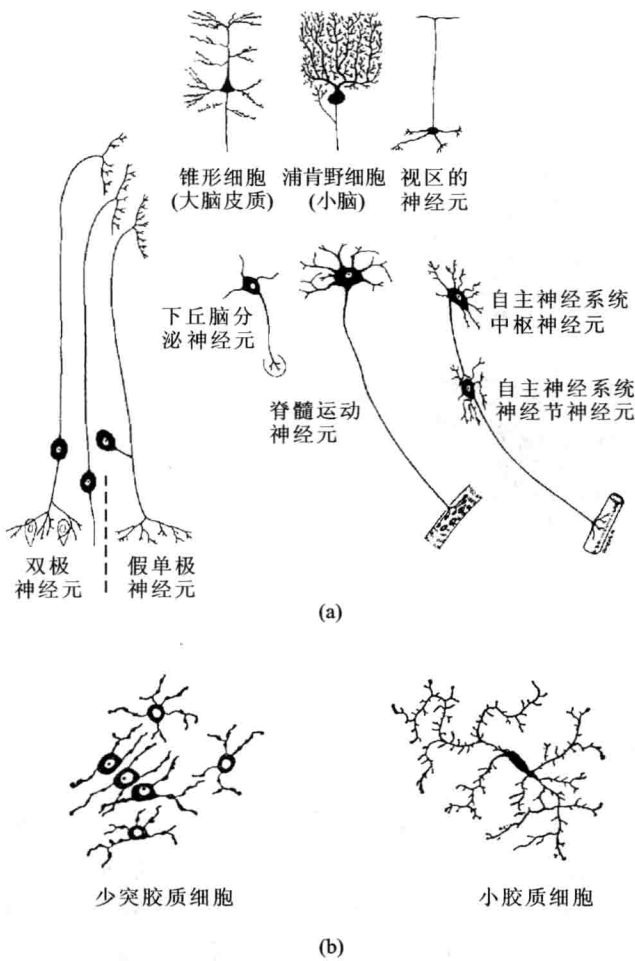 锥形细胞
(大脑皮质)
浦肯野细胞
(小脑)
视区的
神经元
下丘脑分
泌神经元
脊髓运动
神经元
自主神经系统
中枢神经元
自主神经系统
神经节神经元
双极
神经元
假单极
神经元
(a)
少突胶质细胞
小胶质细胞
(b)